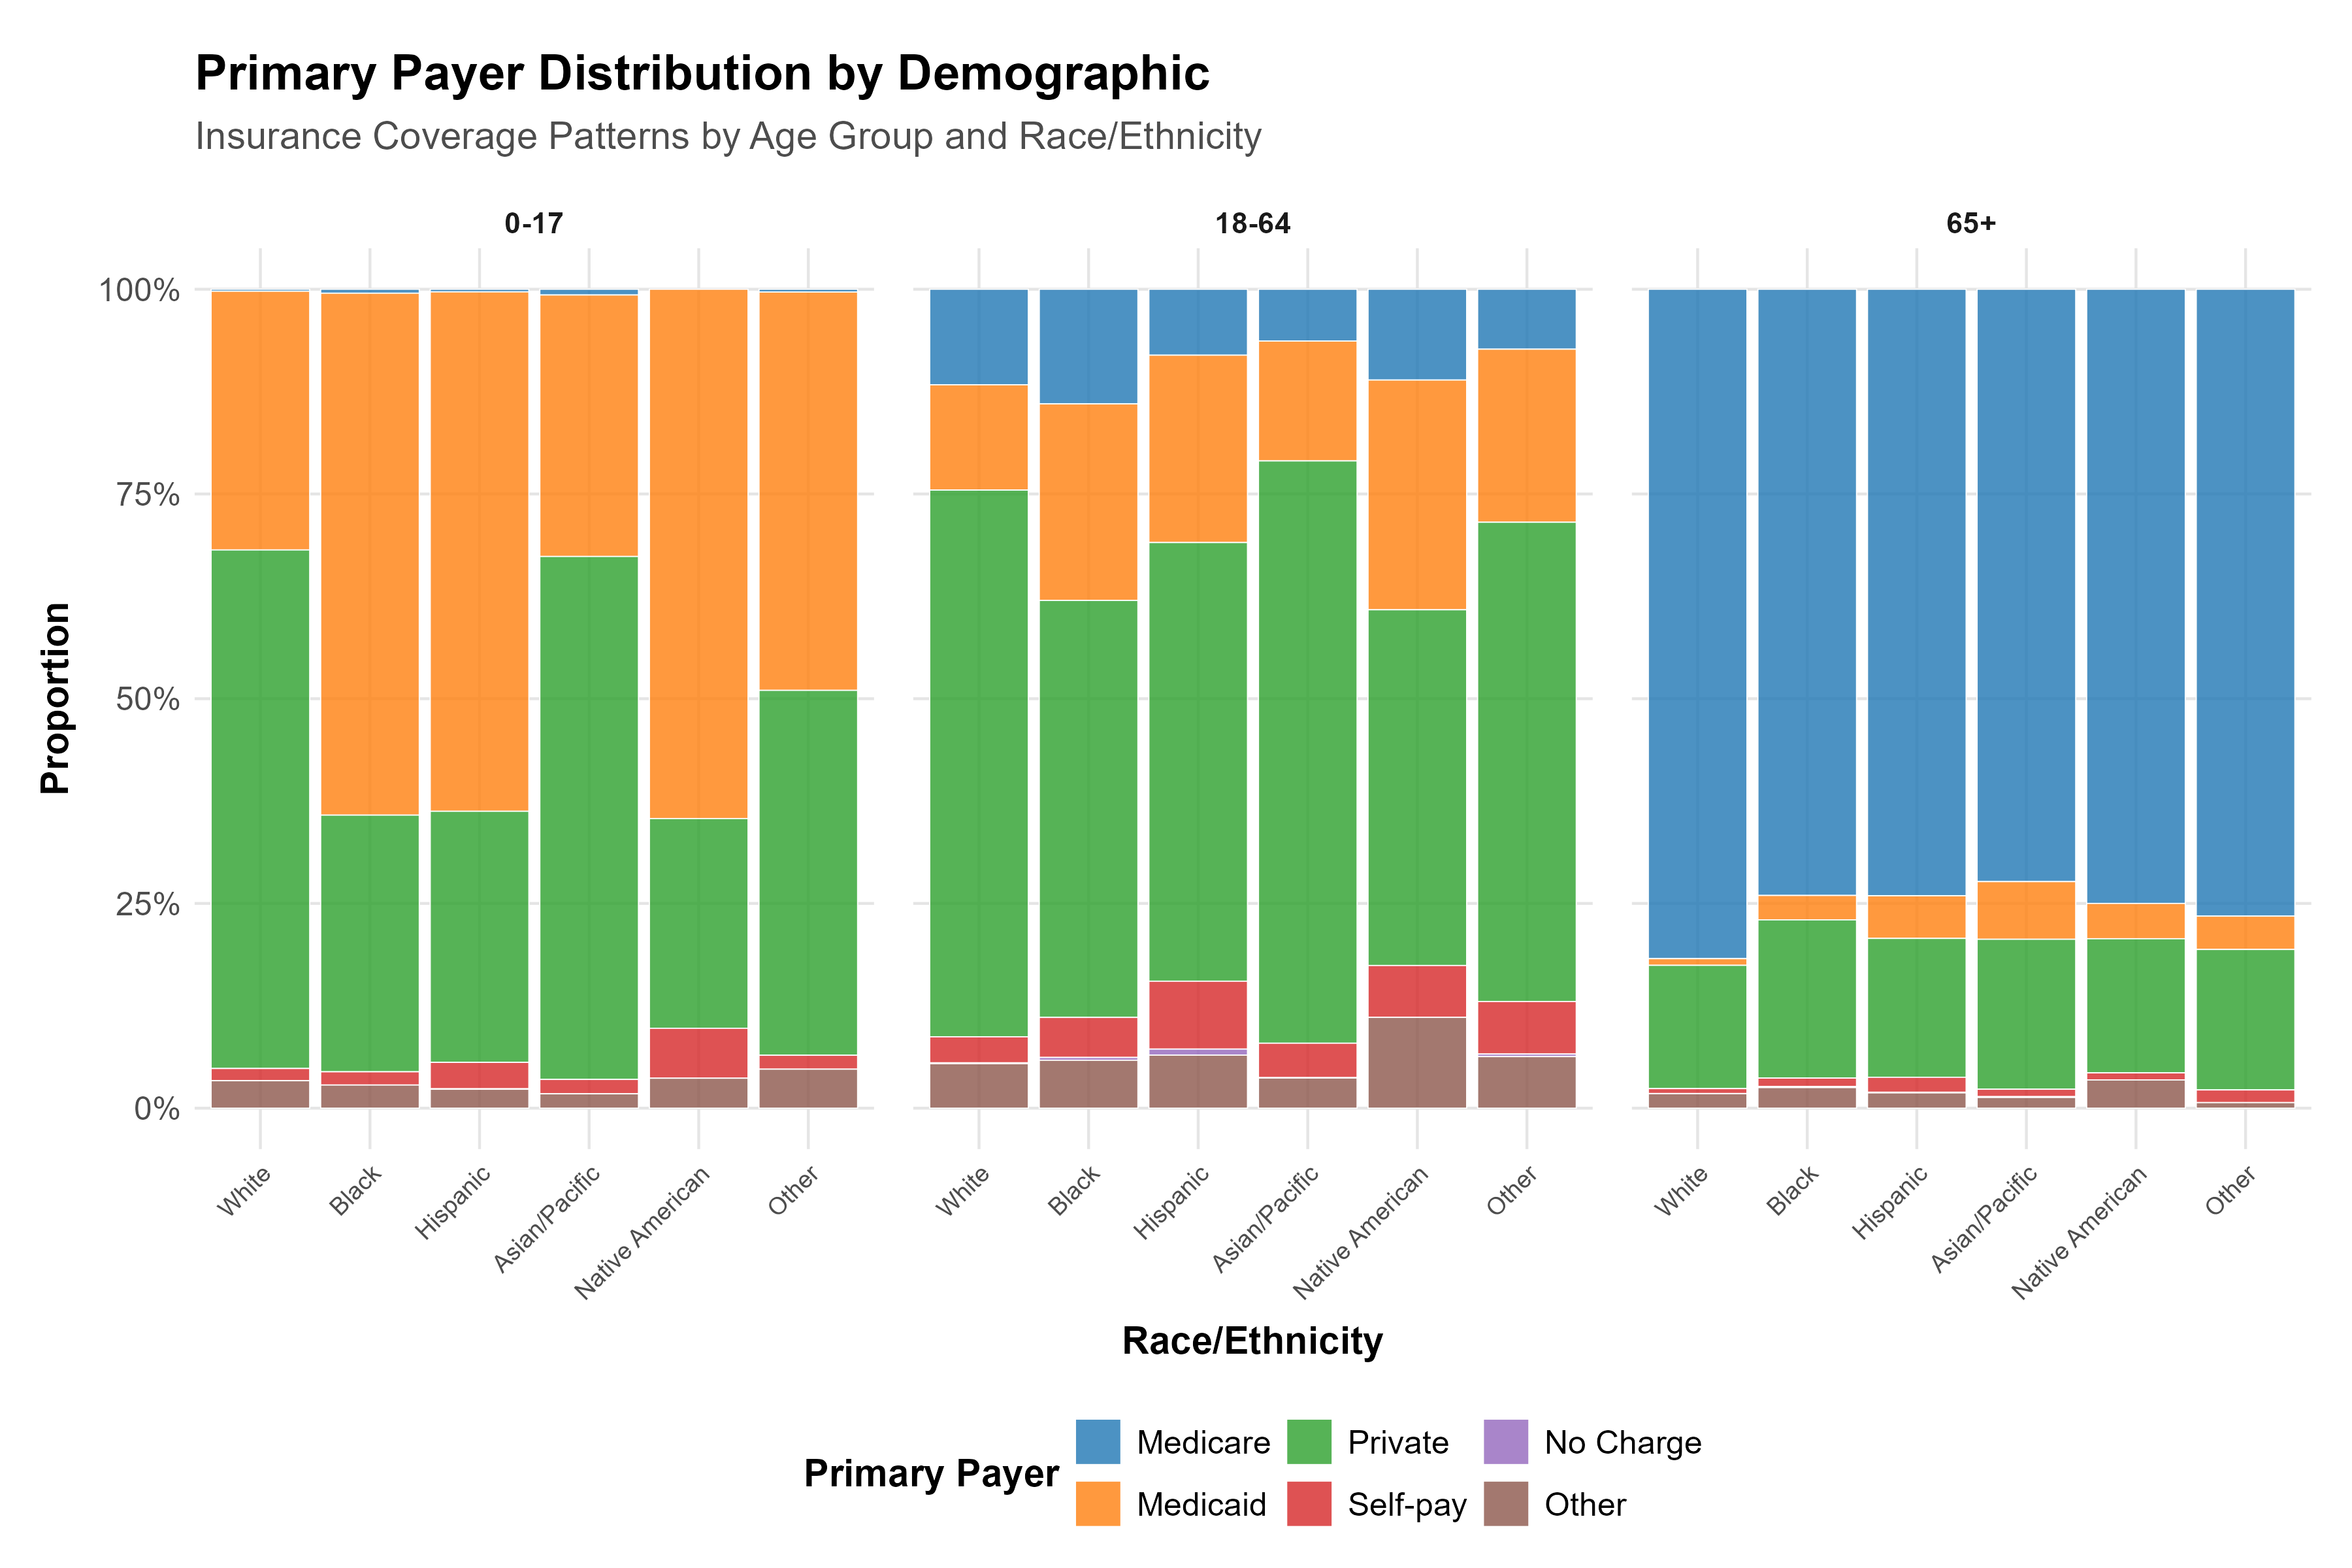 Primary Payer Distribution by Demographic
Insurance Coverage Patterns by Age Group and Race/Ethnicity
0-17
18-64
65+
100%
75%
50%
25%
0%
Proportion
White
Black
Hispanic
Asian/Pacific
Native American
Other
White
Black
Hispanic
Asian/Pacific
Native American
Other
White
Black
Hispanic
Asian/Pacific
Native American
Other
Race/Ethnicity
Primary Payer
Medicare
Medicaid
Private
Self-pay
No Charge
Other